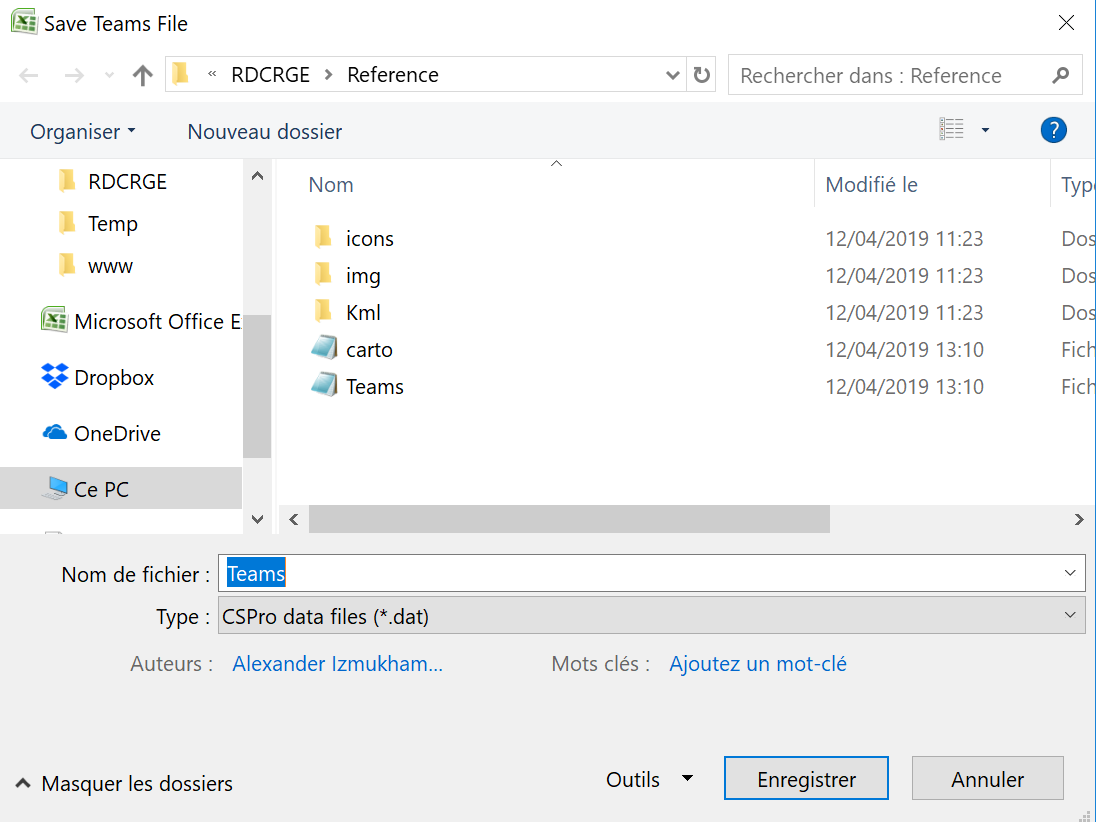 Save Teams File
« RDCRGE > Reference
Rechercher dans : Reference
Organiser Nouveau dossier
?
RDCRGE
Temp
www
Microsoft Office E
Dropbox
OneDrive
Ce PC
Nom Modifié le Type
icons 12/04/2019 11:23 Dos
img 12/04/2019 11:23 Dos
Kml 12/04/2019 11:23 Dos
carto 12/04/2019 13:10 Fich
Teams 12/04/2019 13:10 Fich
Nom de fichier : Teams
Type : CSPro data files (*.dat)
Auteurs : Alexander Izmukham... Mots clés : Ajoutez un mot-clé
Masquer les dossiers Outils Enregistrer Annuler